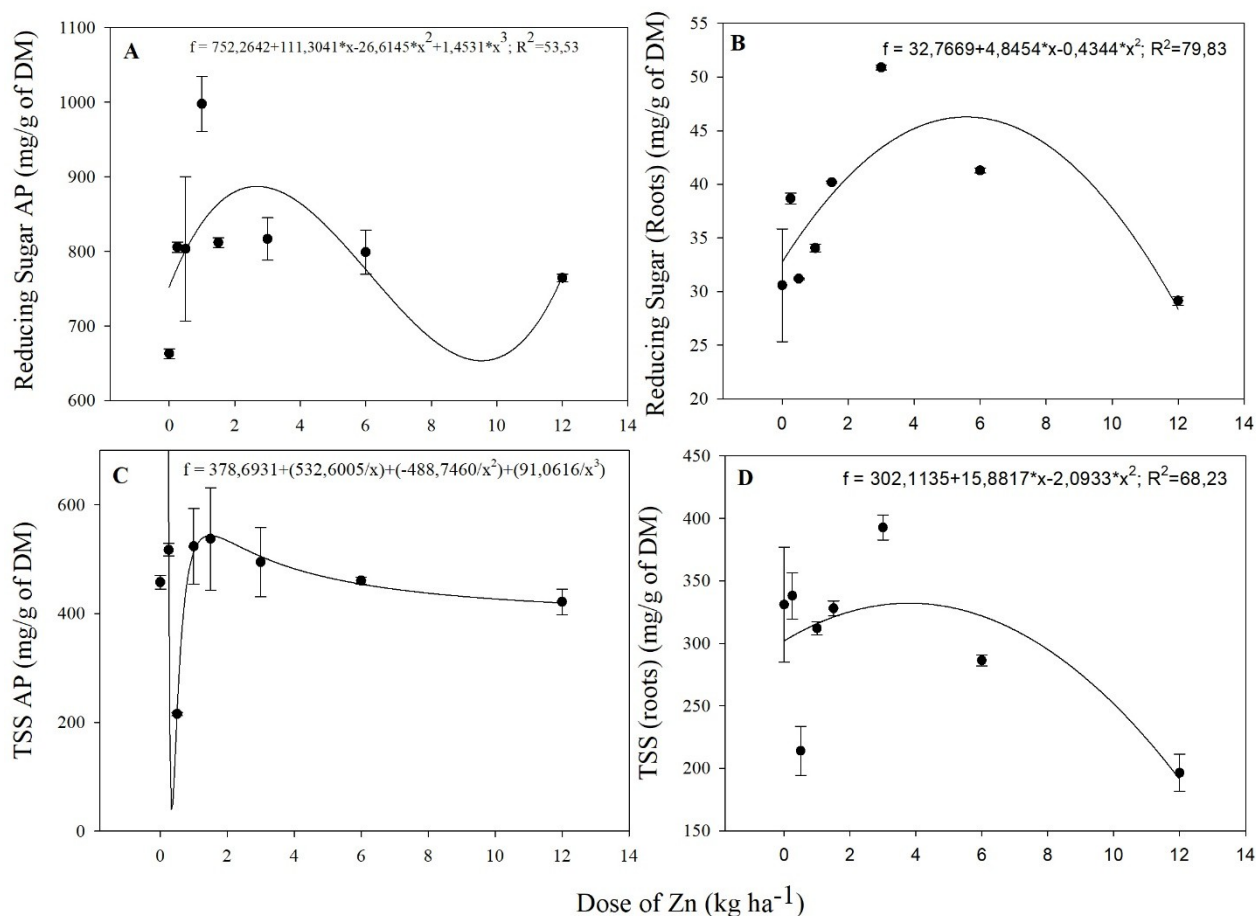 A
f = 752,2642+111,3041*x-26,6145*x²+1,4531*x³; R²=53,53
Reducing Sugar AP (mg/g of DM)
1100
1000
900
800
700
600
0 2 4 6 8 10 12 14
B
f = 32,7669+4,8454*x-0,4344*x²; R²=79,83
Reducing Sugar (Roots) (mg/g of DM)
55
50
45
40
35
30
25
20
0 2 4 6 8 10 12 14
C
f = 378,6931+(532,6005/x)+(-488,7460/x²)+(91,0616/x³)
TSS AP (mg/g of DM)
600
400
200
0
0 2 4 6 8 10 12 14
D
f = 302,1135+15,8817*x-2,0933*x²; R²=68,23
TSS (roots) (mg/g of DM)
450
400
350
300
250
200
150
0 2 4 6 8 10 12 14
Dose of Zn (kg ha⁻¹)